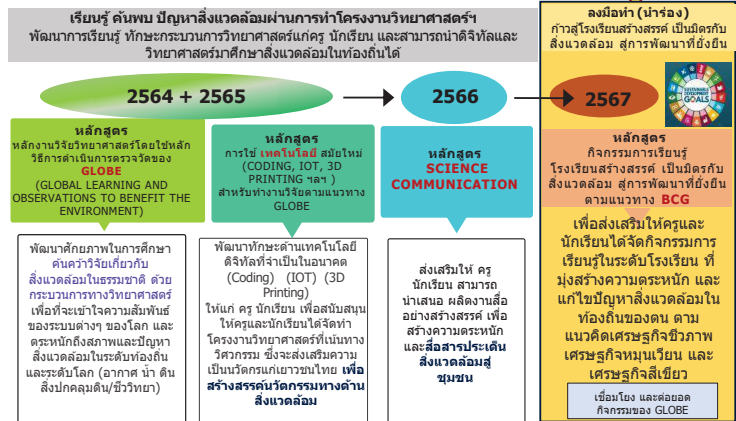 เรียนรู้ ค้นพบ ปัญหาสิ่งแวดล้อมผ่านการทำโครงงานวิทยาศาสตร์ฯ
พัฒนาการเรียนรู้ ทักษะกระบวนการวิทยาศาสตร์แก่ครู นักเรียน และสามารถนำดิจิทัลและ
วิทยาศาสตร์มาศึกษาสิ่งแวดล้อมในท้องถิ่นได้
ลงมือทำ (นำร่อง)
ก้าวสู่โรงเรียนสร้างสรรค์ เป็นมิตรกับ
สิ่งแวดล้อม สู่การพัฒนาที่ยั่งยืน
2564 + 2565
2566
2567
SUSTAINABLE
DEVELOPMENT
GOALS
หลักสูตร
หลักงานวิจัยวิทยาศาสตร์โดยใช้หลัก
วิธีการดำเนินการตรวจวัดของ
GLOBE
(GLOBAL LEARNING AND
OBSERVATIONS TO BENEFIT THE
ENVIRONMENT)
หลักสูตร
การใช้ เทคโนโลยี สมัยใหม่
(CODING, IOT, 3D
PRINTING ฯลฯ )
สำหรับทำงานวิจัยตามแนวทาง
GLOBE
หลักสูตร
SCIENCE
COMMUNICATION
หลักสูตร
กิจกรรมการเรียนรู้
โรงเรียนสร้างสรรค์ เป็นมิตรกับ
สิ่งแวดล้อม สู่การพัฒนาที่ยั่งยืน
ตามแนวทาง BCG
พัฒนาศักยภาพในการศึกษา
ค้นคว้าวิจัยเกี่ยวกับ
สิ่งแวดล้อมในธรรมชาติ ด้วย
กระบวนการทางวิทยาศาสตร์
เพื่อที่จะเข้าใจความสัมพันธ์
ของระบบต่างๆ ของโลก และ
ตระหนักถึงสภาพและปัญหา
สิ่งแวดล้อมในระดับท้องถิ่น
และระดับโลก (อากาศ น้ำ ดิน
สิ่งปกคลุมดิน/ชีววิทยา)
พัฒนาทักษะด้านเทคโนโลยี
ดิจิทัลที่จำเป็นในอนาคต
(Coding) (IOT) (3D
Printing)
ให้แก่ ครู นักเรียน เพื่อสนับสนุน
ให้ครูและนักเรียนได้จัดทำ
โครงงานวิทยาศาสตร์ที่เน้นทาง
วิศวกรรม ซึ่งจะส่งเสริมความ
เป็นนวัตกรแก่เยาวชนไทย เพื่อ
สร้างสรรค์นวัตกรรมทางด้าน
สิ่งแวดล้อม
ส่งเสริมให้ ครู
นักเรียน สามารถ
นำเสนอ ผลิตงานสื่อ
อย่างสร้างสรรค์ เพื่อ
สร้างความตระหนัก
และสื่อสารประเด็น
สิ่งแวดล้อมสู่
ชุมชน
เพื่อส่งเสริมให้ครูและ
นักเรียนได้จัดกิจกรรมการ
เรียนรู้ในระดับโรงเรียน ที่
มุ่งสร้างความตระหนัก และ
แก้ไขปัญหาสิ่งแวดล้อมใน
ท้องถิ่นของตน ตาม
แนวคิดเศรษฐกิจชีวภาพ
เศรษฐกิจหมุนเวียน และ
เศรษฐกิจสีเขียว
เชื่อมโยง และต่อยอด
กิจกรรมของ GLOBE